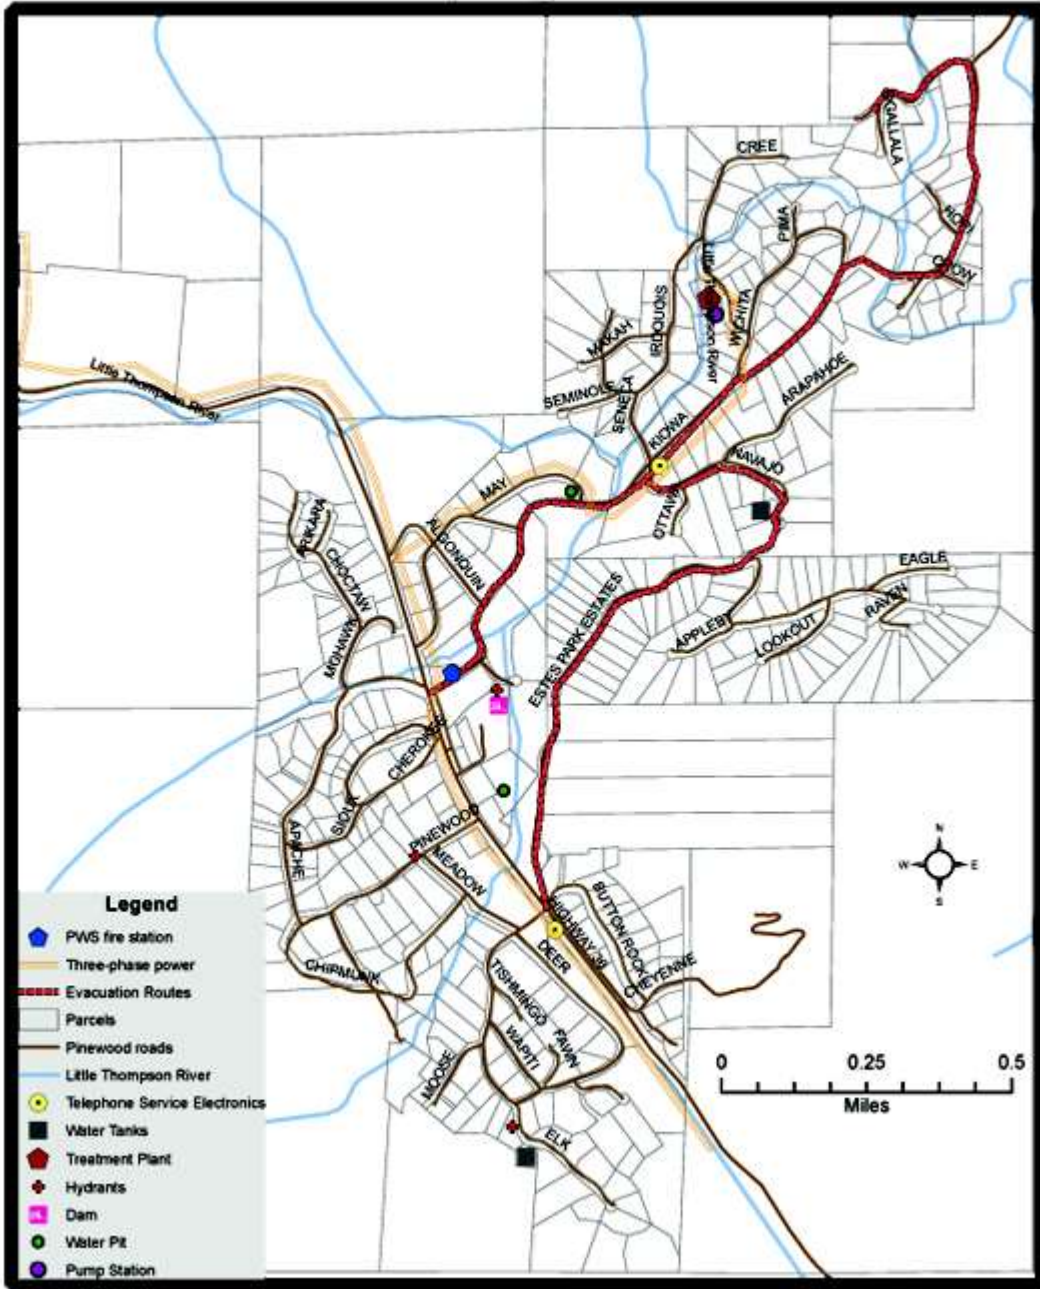 OGALLALA
CREE
PIMA
HOPI
CROW
WICHITA
IROQUOIS
MAKAH
SEMINOLE
SENECA
KIOWA
ARAPAHOE
NAVAJO
OTTAWA
Little Thompson River
MAY
ALGONQUIN
ARIKARA
CHOCTAW
MOHAWK
EAGLE
RAVEN
LOOKOUT
APPLEBY
ESTES PARK ESTATES
CHEROKEE
SIOUX
APACHE
PINEWOOD
MEADOW
CHIPMUNK
HIGHWAY 36
BUTTON ROCK
CHEYENNE
DEER
TISHMINGO
WAPITI
FAWN
MOOSE
ELK
N
W E
S
0 0.25 0.5
Miles
Legend
PWS fire station
Three-phase power
Evacuation Routes
Parcels
Pinewood roads
Little Thompson River
Telephone Service Electronics
Water Tanks
Treatment Plant
Hydrants
Dam
Water Pit
Pump Station